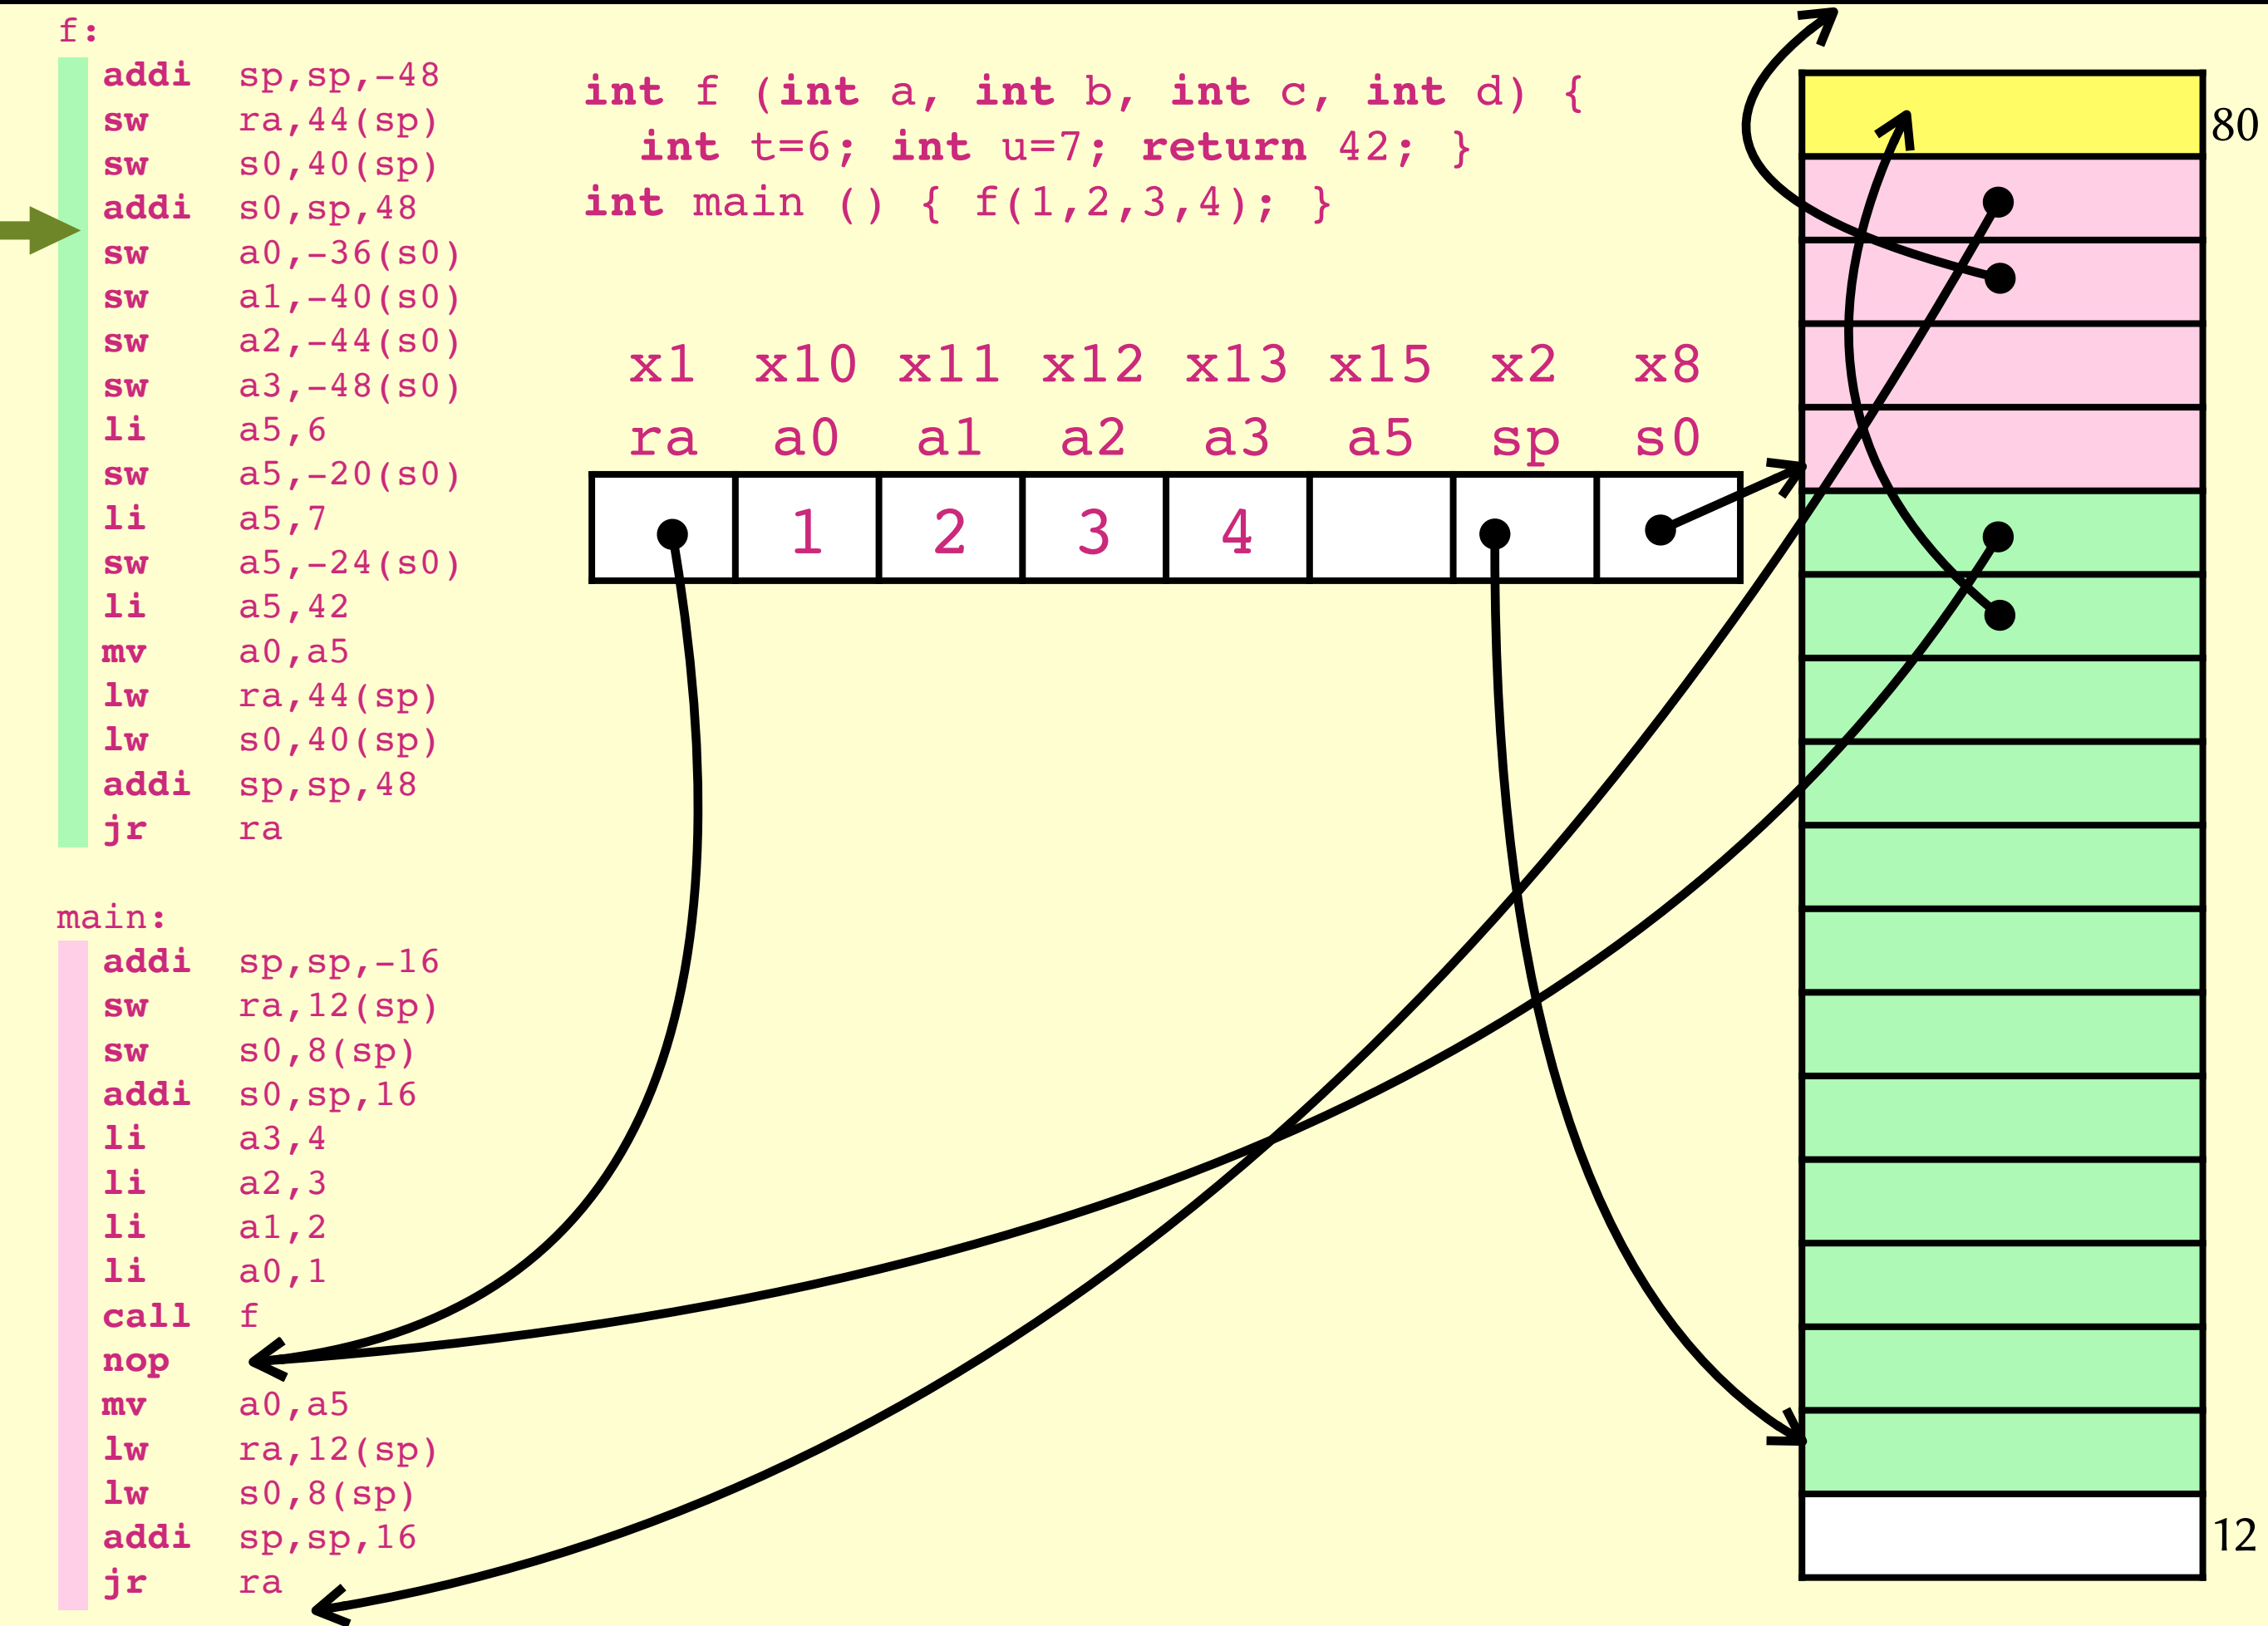 f:
addi sp,sp,-48
sw ra,44(sp)
sw s0,40(sp)
addi s0,sp,48
sw a0,-36(s0)
sw a1,-40(s0)
sw a2,-44(s0)
sw a3,-48(s0)
li a5,6
sw a5,-20(s0)
li a5,7
sw a5,-24(s0)
li a5,42
mv a0,a5
lw ra,44(sp)
lw s0,40(sp)
addi sp,sp,48
jr ra
main:
addi sp,sp,-16
sw ra,12(sp)
sw s0,8(sp)
addi s0,sp,16
li a3,4
li a2,3
li a1,2
li a0,1
call f
nop
mv a0,a5
lw ra,12(sp)
lw s0,8(sp)
addi sp,sp,16
jr ra
int f (int a, int b, int c, int d) {
int t=6; int u=7; return 42; }
int main () { f(1,2,3,4); }
x1 x10 x11 x12 x13 x15 x2 x8
ra a0 a1 a2 a3 a5 sp s0
1 2 3 4
80
12